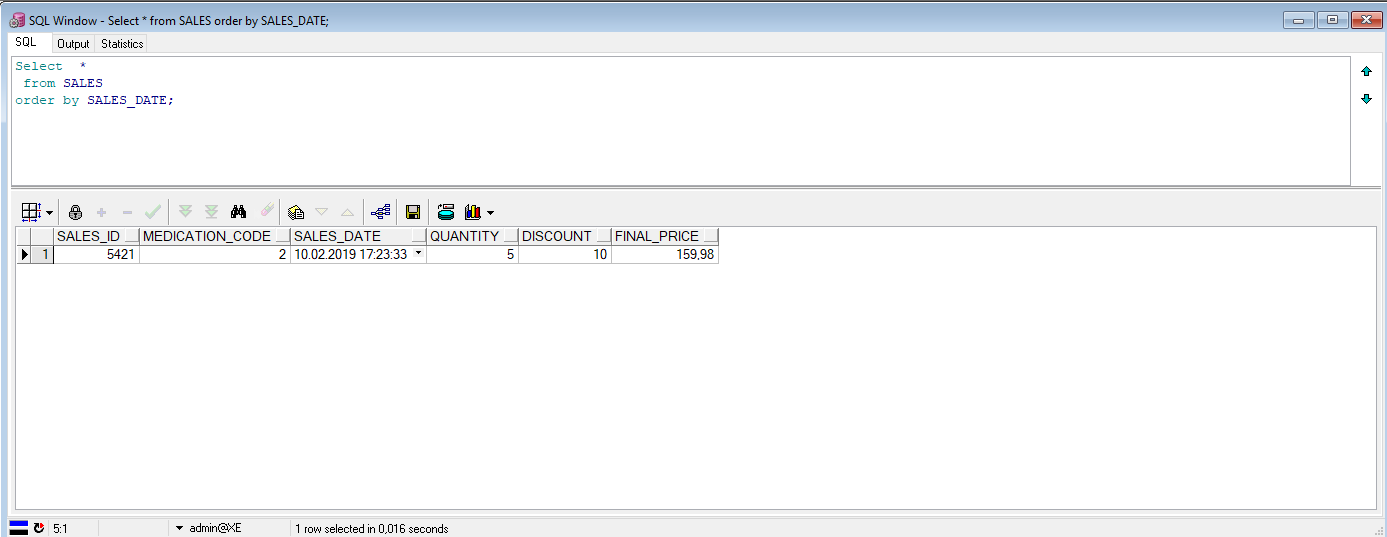 SQL Window - Select * from SALES order by SALES_DATE;
SQL Output Statistics
Select  *
 from SALES
order by SALES_DATE;
SALES_ID MEDICATION_CODE SALES_DATE QUANTITY DISCOUNT FINAL_PRICE
1 5421 2 10.02.2019 17:23:33 5 10 159,98
5:1 admin@XE 1 row selected in 0,016 seconds